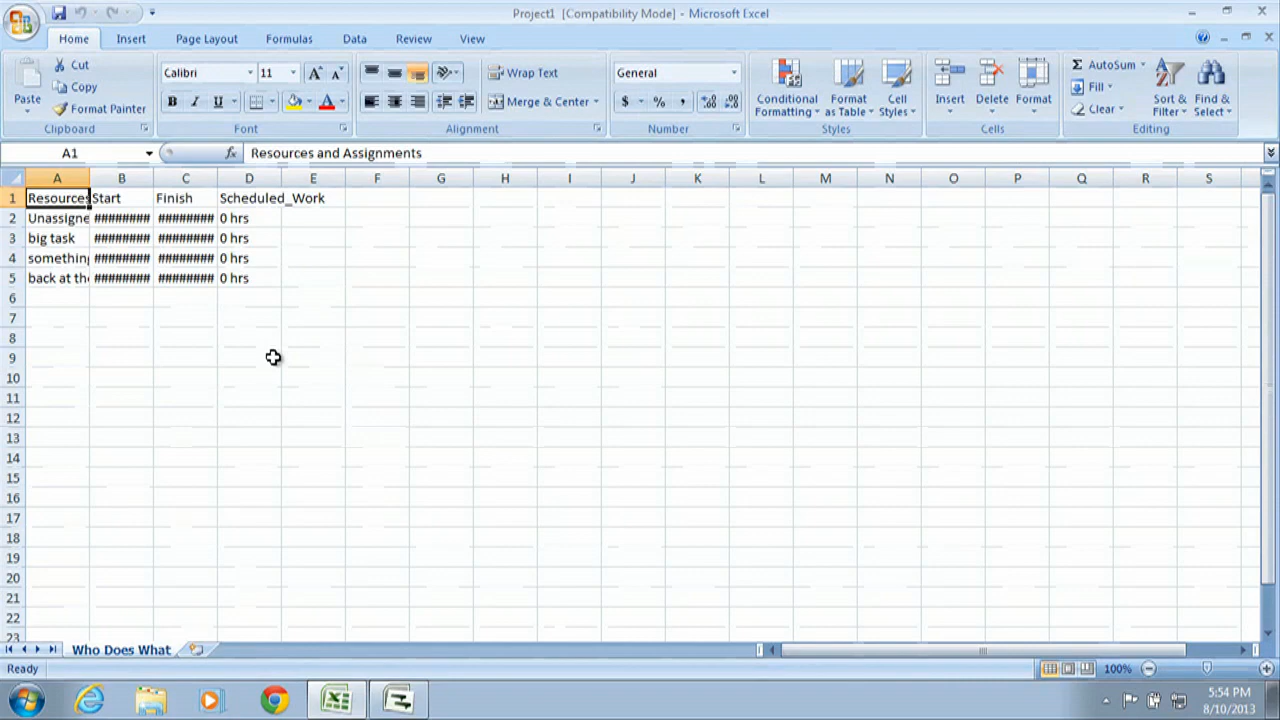 Project1 [Compatibility Mode] - Microsoft Excel
Home Insert Page Layout Formulas Data Review View
Paste Cut Copy Format Painter Clipboard
Calibri 11 B I U A Font
Wrap Text Merge & Center Alignment
General $ % , Number
Conditional Formatting Format as Table Cell Styles Styles
Insert Delete Format Cells
Σ AutoSum Fill Clear Sort & Filter Find & Select Editing
A1 fx Resources and Assignments
A B C D E F G H I J K L M N O P Q R S
1 Resources Start Finish Scheduled_Work
2 Unassigne ######## ######## 0 hrs
3 big task ######## ######## 0 hrs
4 something ######## ######## 0 hrs
5 back at the ######## ######## 0 hrs
6
7
8
9
10
11
12
13
14
15
16
17
18
19
20
21
22
23
Who Does What
Ready 100%
5:54 PM
8/10/2013